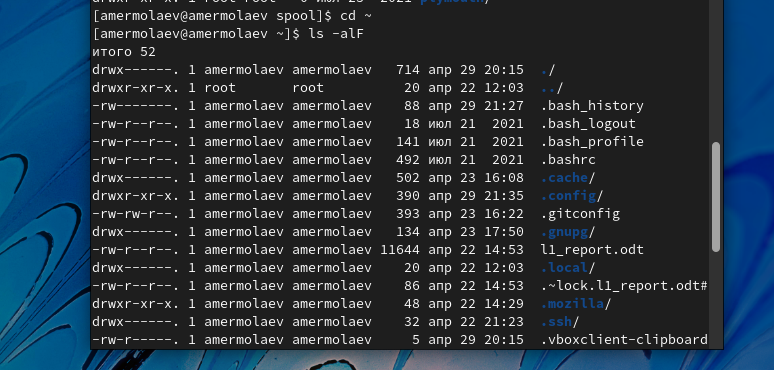 [amermolaev@amermolaev spool]$ cd ~
[amermolaev@amermolaev ~]$ ls -alF
итого 52
drwx------. 1 amermolaev amermolaev   714 апр 29 20:15  ./
drwxr-xr-x. 1 root       root          20 апр 22 12:03  ../
-rw-------. 1 amermolaev amermolaev    88 апр 29 21:27  .bash_history
-rw-r--r--. 1 amermolaev amermolaev    18 июл 21  2021  .bash_logout
-rw-r--r--. 1 amermolaev amermolaev   141 июл 21  2021  .bash_profile
-rw-r--r--. 1 amermolaev amermolaev   492 июл 21  2021  .bashrc
drwx------. 1 amermolaev amermolaev   502 апр 23 16:08  .cache/
drwxr-xr-x. 1 amermolaev amermolaev   390 апр 29 21:35  .config/
-rw-rw-r--. 1 amermolaev amermolaev   393 апр 23 16:22  .gitconfig
drwx------. 1 amermolaev amermolaev   134 апр 23 17:50  .gnupg/
-rw-r--r--. 1 amermolaev amermolaev 11644 апр 22 14:53  l1_report.odt
drwx------. 1 amermolaev amermolaev    20 апр 22 12:03  .local/
-rw-r--r--. 1 amermolaev amermolaev    86 апр 22 14:53  .~lock.l1_report.odt#
drwxr-xr-x. 1 amermolaev amermolaev    48 апр 22 14:29  .mozilla/
drwx------. 1 amermolaev amermolaev    32 апр 22 21:23  .ssh/
-rw-r-----. 1 amermolaev amermolaev     5 апр 29 20:15  .vboxclient-clipboard